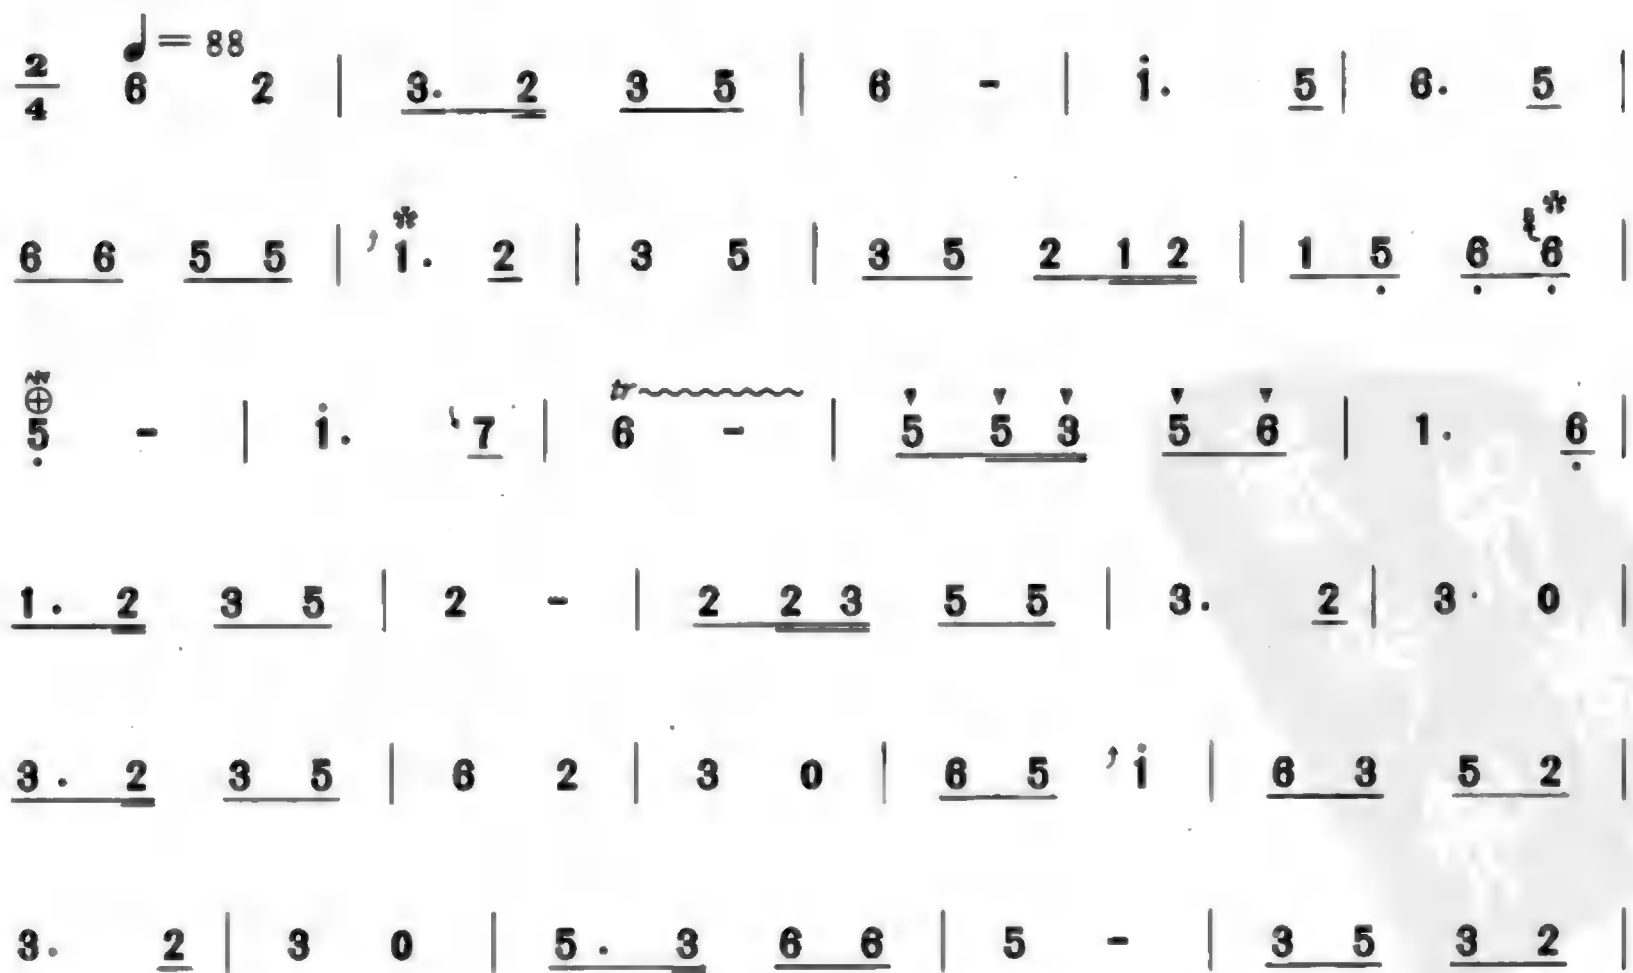 2/4 ♩= 88
6 2 | 3. 2 3 5 | 6 - | i. 5 | 6. 5 |
6 6 5 5 | 1. 2 | 3 5 | 3 5 2 1 2 | 1 5 6 6 |
5 - | i. 7 | tr 6 - | 5 5 3 5 6 | 1. 6 |
1. 2 3 5 | 2 - | 2 2 3 5 5 | 3. 2 | 3 0 |
3. 2 3 5 | 6 2 | 3 0 | 6 5 i | 6 3 5 2 |
3. 2 | 3 0 | 5. 3 6 6 | 5 - | 3 5 3 2 |